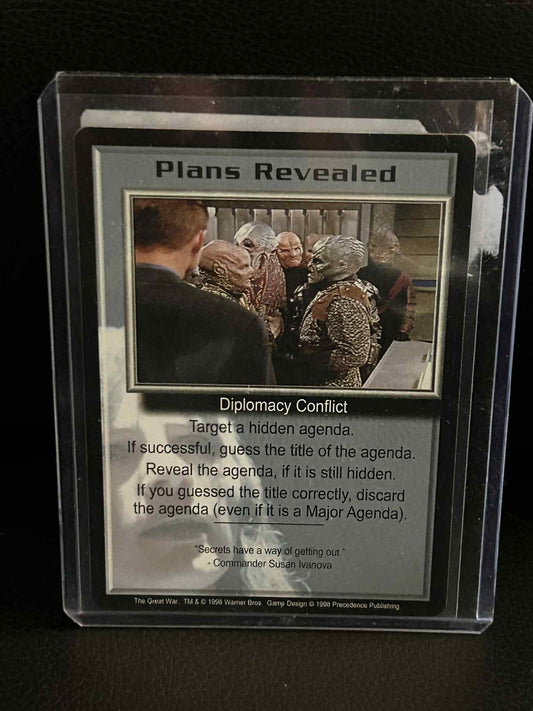 Plans Revealed
Diplomacy Conflict
Target a hidden agenda.
If successful, guess the title of the agenda.
Reveal the agenda, if it is still hidden.
If you guessed the title correctly, discard
the agenda (even if it is a Major Agenda).
"Secrets have a way of getting out."
- Commander Susan Ivanova
The Great War. TM & © 1998 Warner Bros. Game Design © 1998 Precedence Publishing